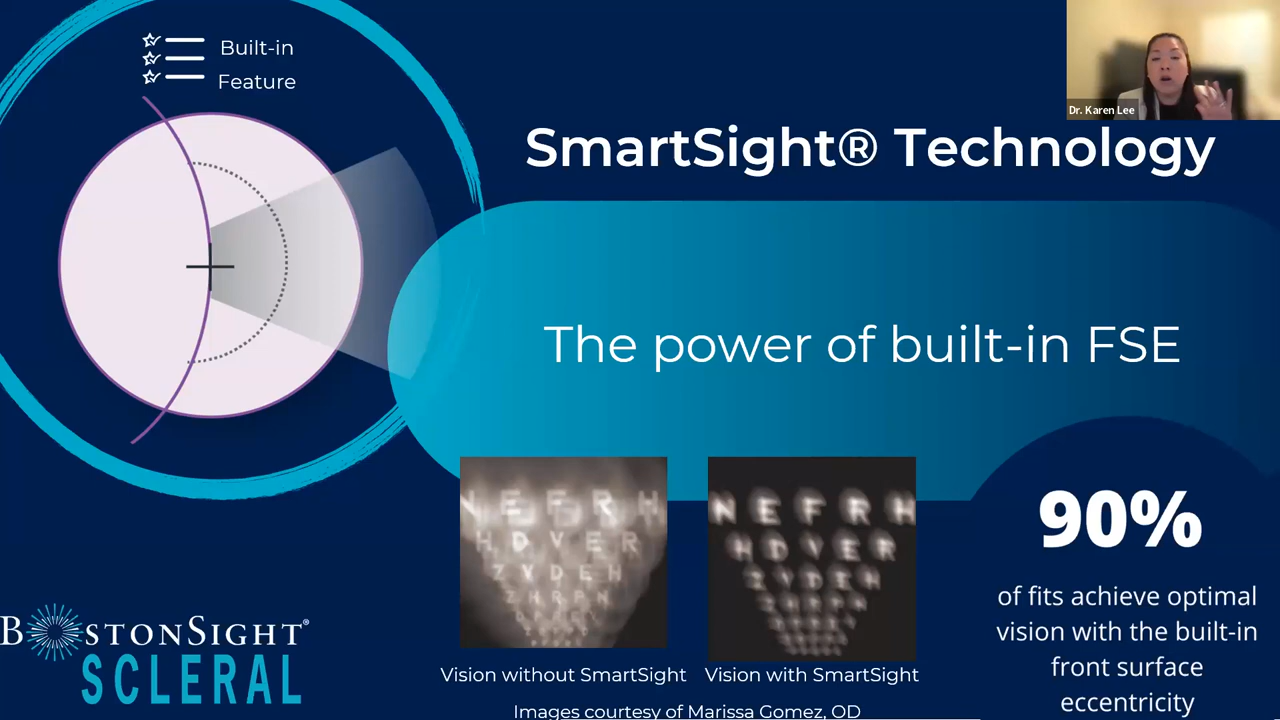 Built-in
Feature
Dr. Karen Lee
SmartSight® Technology
The power of built-in FSE
N E F R H
H D V E R
Z V D E H
Z H R P N
N E F R H
H D V E R
Z V D E H
Z H R P N
Vision without SmartSight
Vision with SmartSight
Images courtesy of Marissa Gomez, OD
90%
of fits achieve optimal
vision with the built-in
front surface
eccentricity
BOSTONSIGHT®
SCLERAL